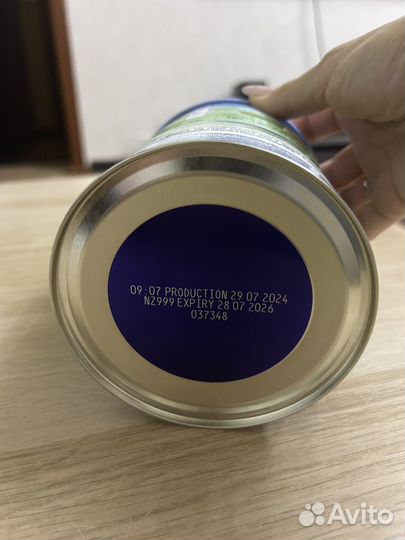 09:07 PRODUCTION 29 07 2024
NZ999 EXPIRY 28 07 2026
037348
Avito